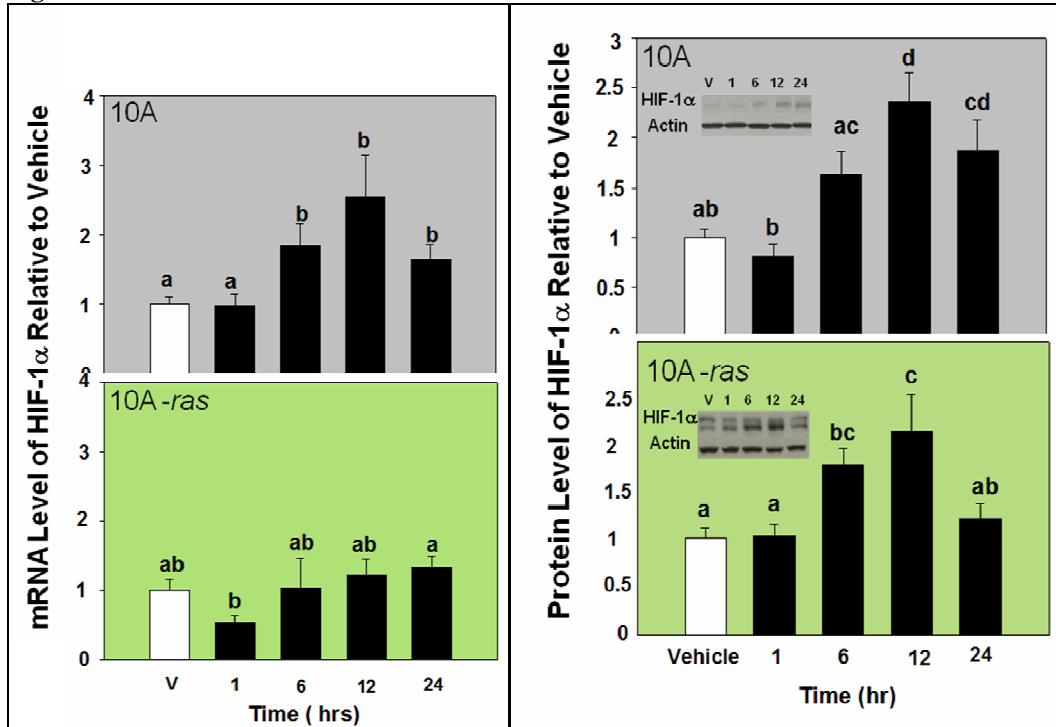 mRNA Level of HIF-1α Relative to Vehicle
10A
4
3
2
1
0
a
a
b
b
b
10A -ras
4
3
2
1
0
ab
b
ab
ab
a
V 1 6 12 24
Time ( hrs)
Protein Level of HIF-1α Relative to Vehicle
10A
3
2.5
2
1.5
1
0.5
0
V 1 6 12 24
HIF-1α
Actin
ab
b
ac
d
cd
10A -ras
2.5
2
1.5
1
0.5
0
V 1 6 12 24
HIF-1α
Actin
a
a
bc
c
ab
Vehicle 1 6 12 24
Time (hr)